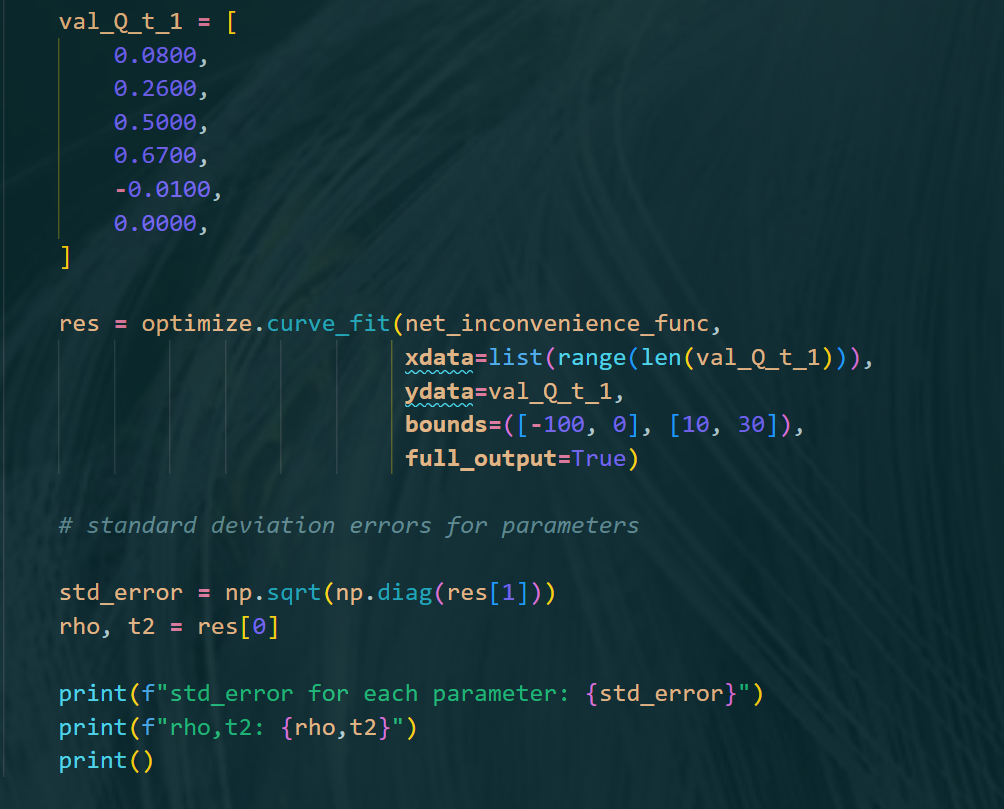 val_Q_t_1 = [
    0.0800,
    0.2600,
    0.5000,
    0.6700,
    -0.0100,
    0.0000,
]
res = optimize.curve_fit(net_inconvenience_func,
                         xdata=list(range(len(val_Q_t_1))),
                         ydata=val_Q_t_1,
                         bounds=([-100, 0], [10, 30]),
                         full_output=True)
# standard deviation errors for parameters
std_error = np.sqrt(np.diag(res[1]))
rho, t2 = res[0]
print(f"std_error for each parameter: {std_error}")
print(f"rho,t2: {rho,t2}")
print()